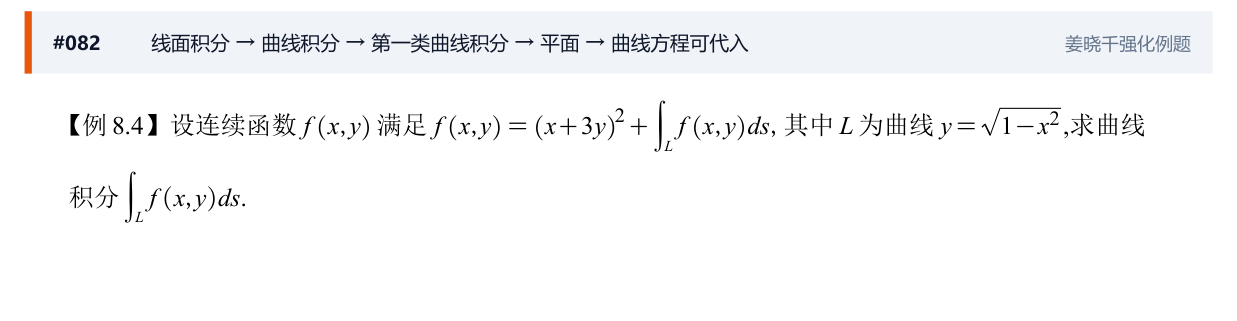 #082 线面积分 → 曲线积分 → 第一类曲线积分 → 平面 → 曲线方程可代入 姜晓千强化例题
【例 8.4】设连续函数 f(x,y) 满足 f(x,y) = (x+3y)² + ∫_L f(x,y)ds, 其中 L 为曲线 y = √(1−x²),求曲线
积分 ∫_L f(x,y)ds.